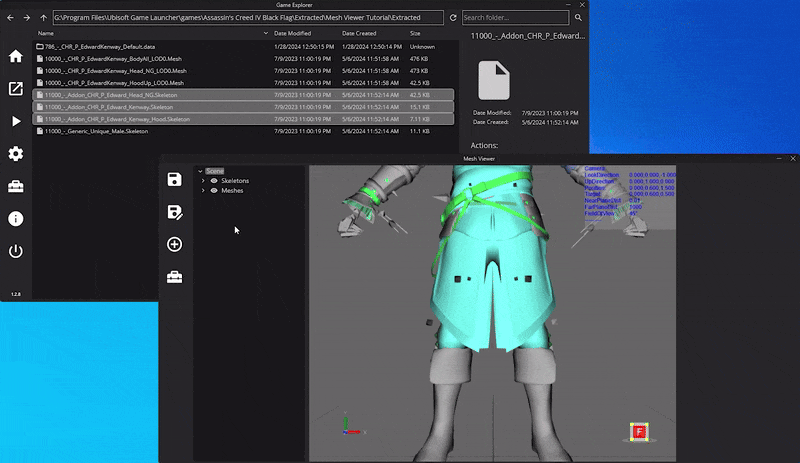 Game Explorer
G:\Program Files\Ubisoft Game Launcher\games\Assassin's Creed IV Black Flag\Extracted\Mesh Viewer Tutorial\Extracted
Search folder...
Name Date Modified Date Created Size
786_-_CHR_P_EdwardKenway_Default.data 1/28/2024 12:50:15 PM 1/28/2024 12:50:14 PM Unknown
10000_-_CHR_P_EdwardKenway_BodyAll_LOD0.Mesh 7/9/2023 11:00:19 PM 5/6/2024 11:51:58 AM 476 KB
10000_-_CHR_P_EdwardKenway_Head_NG_LOD0.Mesh 7/9/2023 11:00:19 PM 5/6/2024 11:51:58 AM 473 KB
10000_-_CHR_P_EdwardKenway_HoodUp_LOD0.Mesh 7/9/2023 11:00:19 PM 5/6/2024 11:51:58 AM 42.5 KB
11000_-_Addon_CHR_P_Edward_Head_NG.Skeleton 7/9/2023 11:00:19 PM 5/6/2024 11:52:14 AM 42.5 KB
11000_-_Addon_CHR_P_Edward_Kenway.Skeleton 7/9/2023 11:00:19 PM 5/6/2024 11:52:14 AM 15.1 KB
11000_-_Addon_CHR_P_Edward_Kenway_Hood.Skeleton 7/9/2023 11:00:19 PM 5/6/2024 11:52:14 AM 7.11 KB
11000_-_Generic_Unique_Male.Skeleton 7/9/2023 11:00:19 PM 5/6/2024 11:52:14 AM 11.1 KB
11000_-_Addon_CHR_P_Edward...
Date Modified: 7/9/2023 11:00:19 PM
Date Created: 5/6/2024 11:52:14 AM
Actions:
1.2.8
Mesh Viewer
Scene
Skeletons
Meshes
Camera
LookDirection: 0.000,0.000,-1.000
UpDirection: 0.000,1.000,0.000
Position: 0.000,0.600,1.500
Target: 0.000,0.600,0.500
NearPlaneDist: 0.01
FarPlaneDist: 1000
FieldOfView: 45°
F